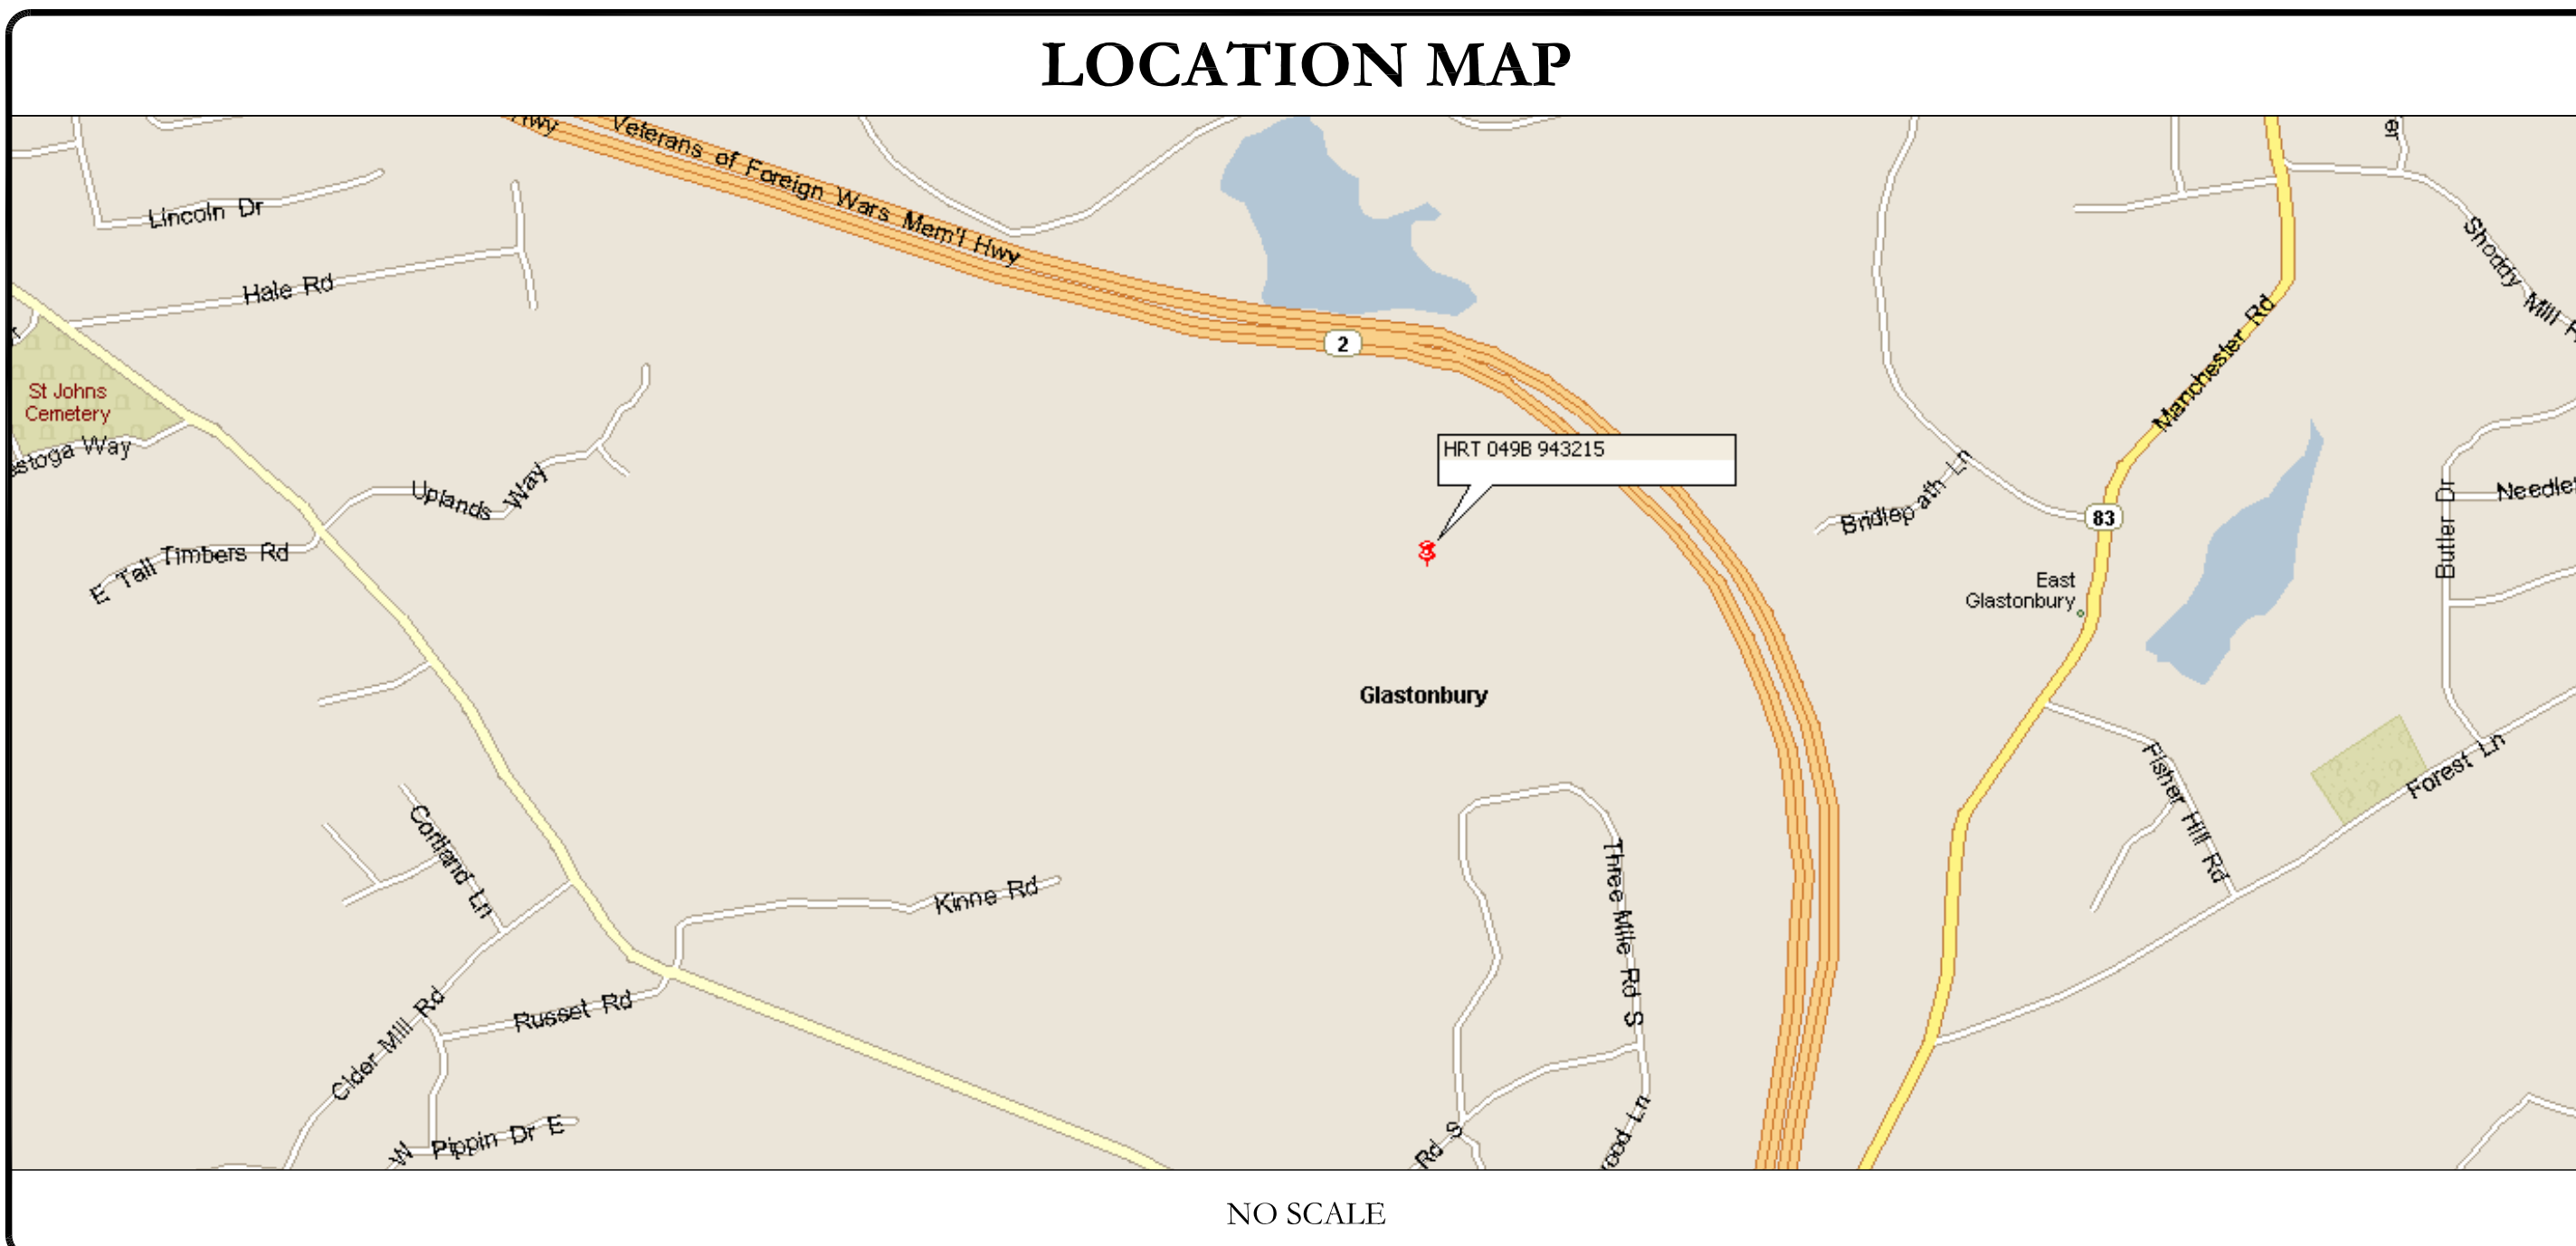 LOCATION MAP
Hwy
Veterans of Foreign Wars Mem'l Hwy
Lincoln Dr
Hale Rd
2
St Johns
Cemetery
Uplands Way
E Tall Timbers Rd
HRT 049B 943215
Shoddy Mill
Manchester Rd
Bridlepath Ln
83
East
Glastonbury
Butler Dr
Glastonbury
Fisher Hill Rd
Forest Ln
Three Mile Rd S
Cortland Ln
Kinne Rd
Russet Rd
Cider Mill Rd
W Pippin Dr E
Rd S
Ln
NO SCALE